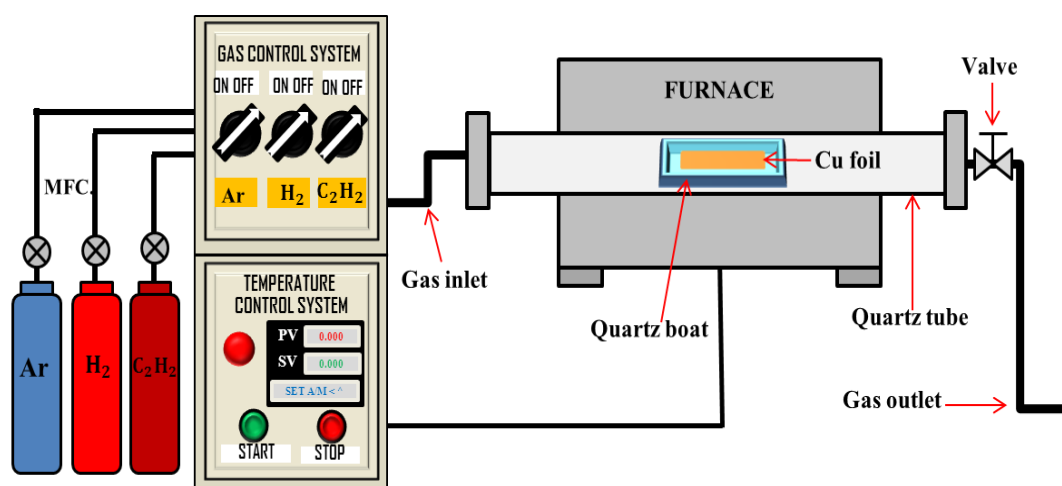 GAS CONTROL SYSTEM
ON OFF ON OFF ON OFF
Ar H₂ C₂H₂
MFC.
Ar H₂ C₂H₂
TEMPERATURE
CONTROL SYSTEM
PV 0.000
SV 0.000
SET A/M < ^
START STOP
Gas inlet
FURNACE
Cu foil
Quartz boat
Valve
Quartz tube
Gas outlet